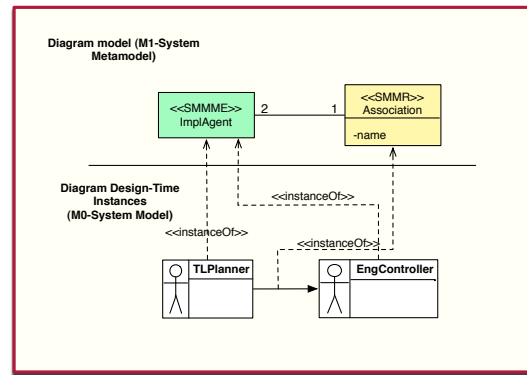 Diagram model (M1-System
Metamodel)
<<SMMME>>
ImplAgent
2
1
<<SMMR>>
Association
-name
Diagram Design-Time
Instances
(M0-System Model)
<<instanceOf>>
<<instanceOf>>
<<instanceOf>>
TLPlanner
EngController